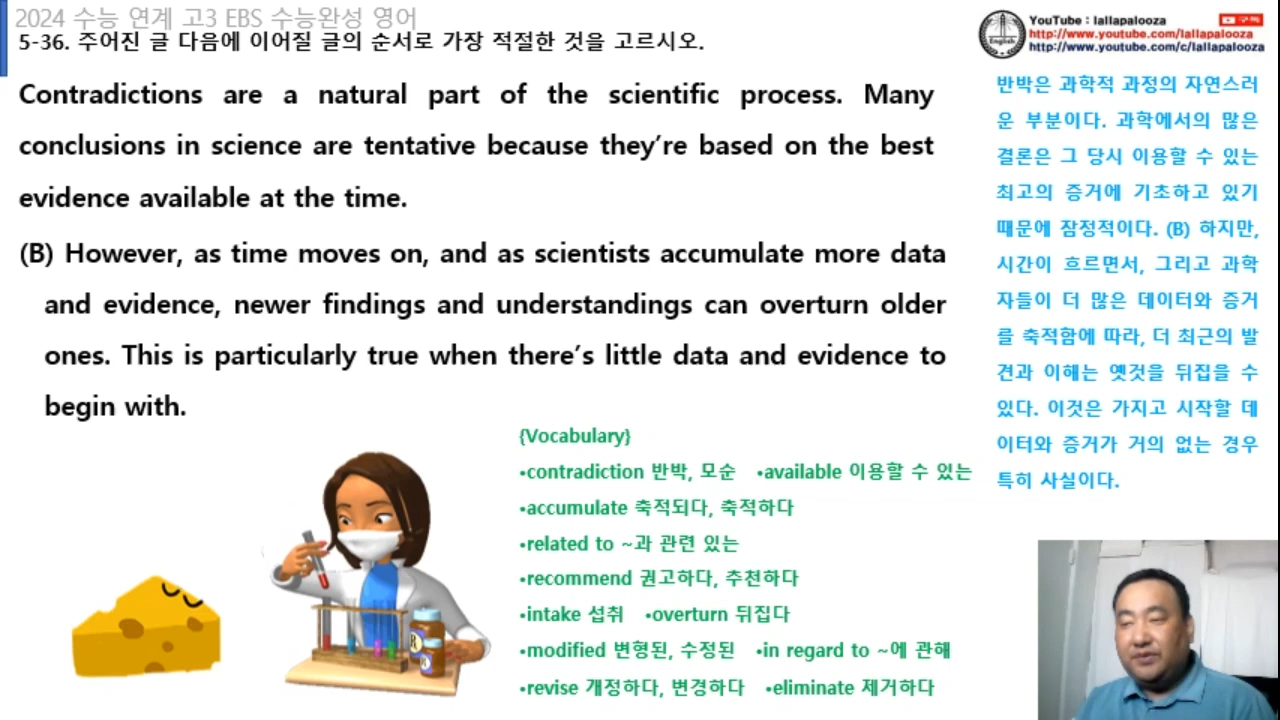 2024 수능 연계 고3 EBS 수능완성 영어
5-36. 주어진 글 다음에 이어질 글의 순서로 가장 적절한 것을 고르시오.
YouTube : lallapalooza
구독
http://www.youtube.com/lallapalooza
http://www.youtube.com/c/lallapalooza
English
Contradictions are a natural part of the scientific process. Many
conclusions in science are tentative because they’re based on the best
evidence available at the time.
(B) However, as time moves on, and as scientists accumulate more data
and evidence, newer findings and understandings can overturn older
ones. This is particularly true when there’s little data and evidence to
begin with.
반박은 과학적 과정의 자연스러
운 부분이다. 과학에서의 많은
결론은 그 당시 이용할 수 있는
최고의 증거에 기초하고 있기
때문에 잠정적이다. (B) 하지만,
시간이 흐르면서, 그리고 과학
자들이 더 많은 데이터와 증거
를 축적함에 따라, 더 최근의 발
견과 이해는 옛것을 뒤집을 수
있다. 이것은 가지고 시작할 데
이터와 증거가 거의 없는 경우
특히 사실이다.
{Vocabulary}
•contradiction 반박, 모순 •available 이용할 수 있는
•accumulate 축적되다, 축적하다
•related to ~과 관련 있는
•recommend 권고하다, 추천하다
•intake 섭취 •overturn 뒤집다
•modified 변형된, 수정된 •in regard to ~에 관해
•revise 개정하다, 변경하다 •eliminate 제거하다